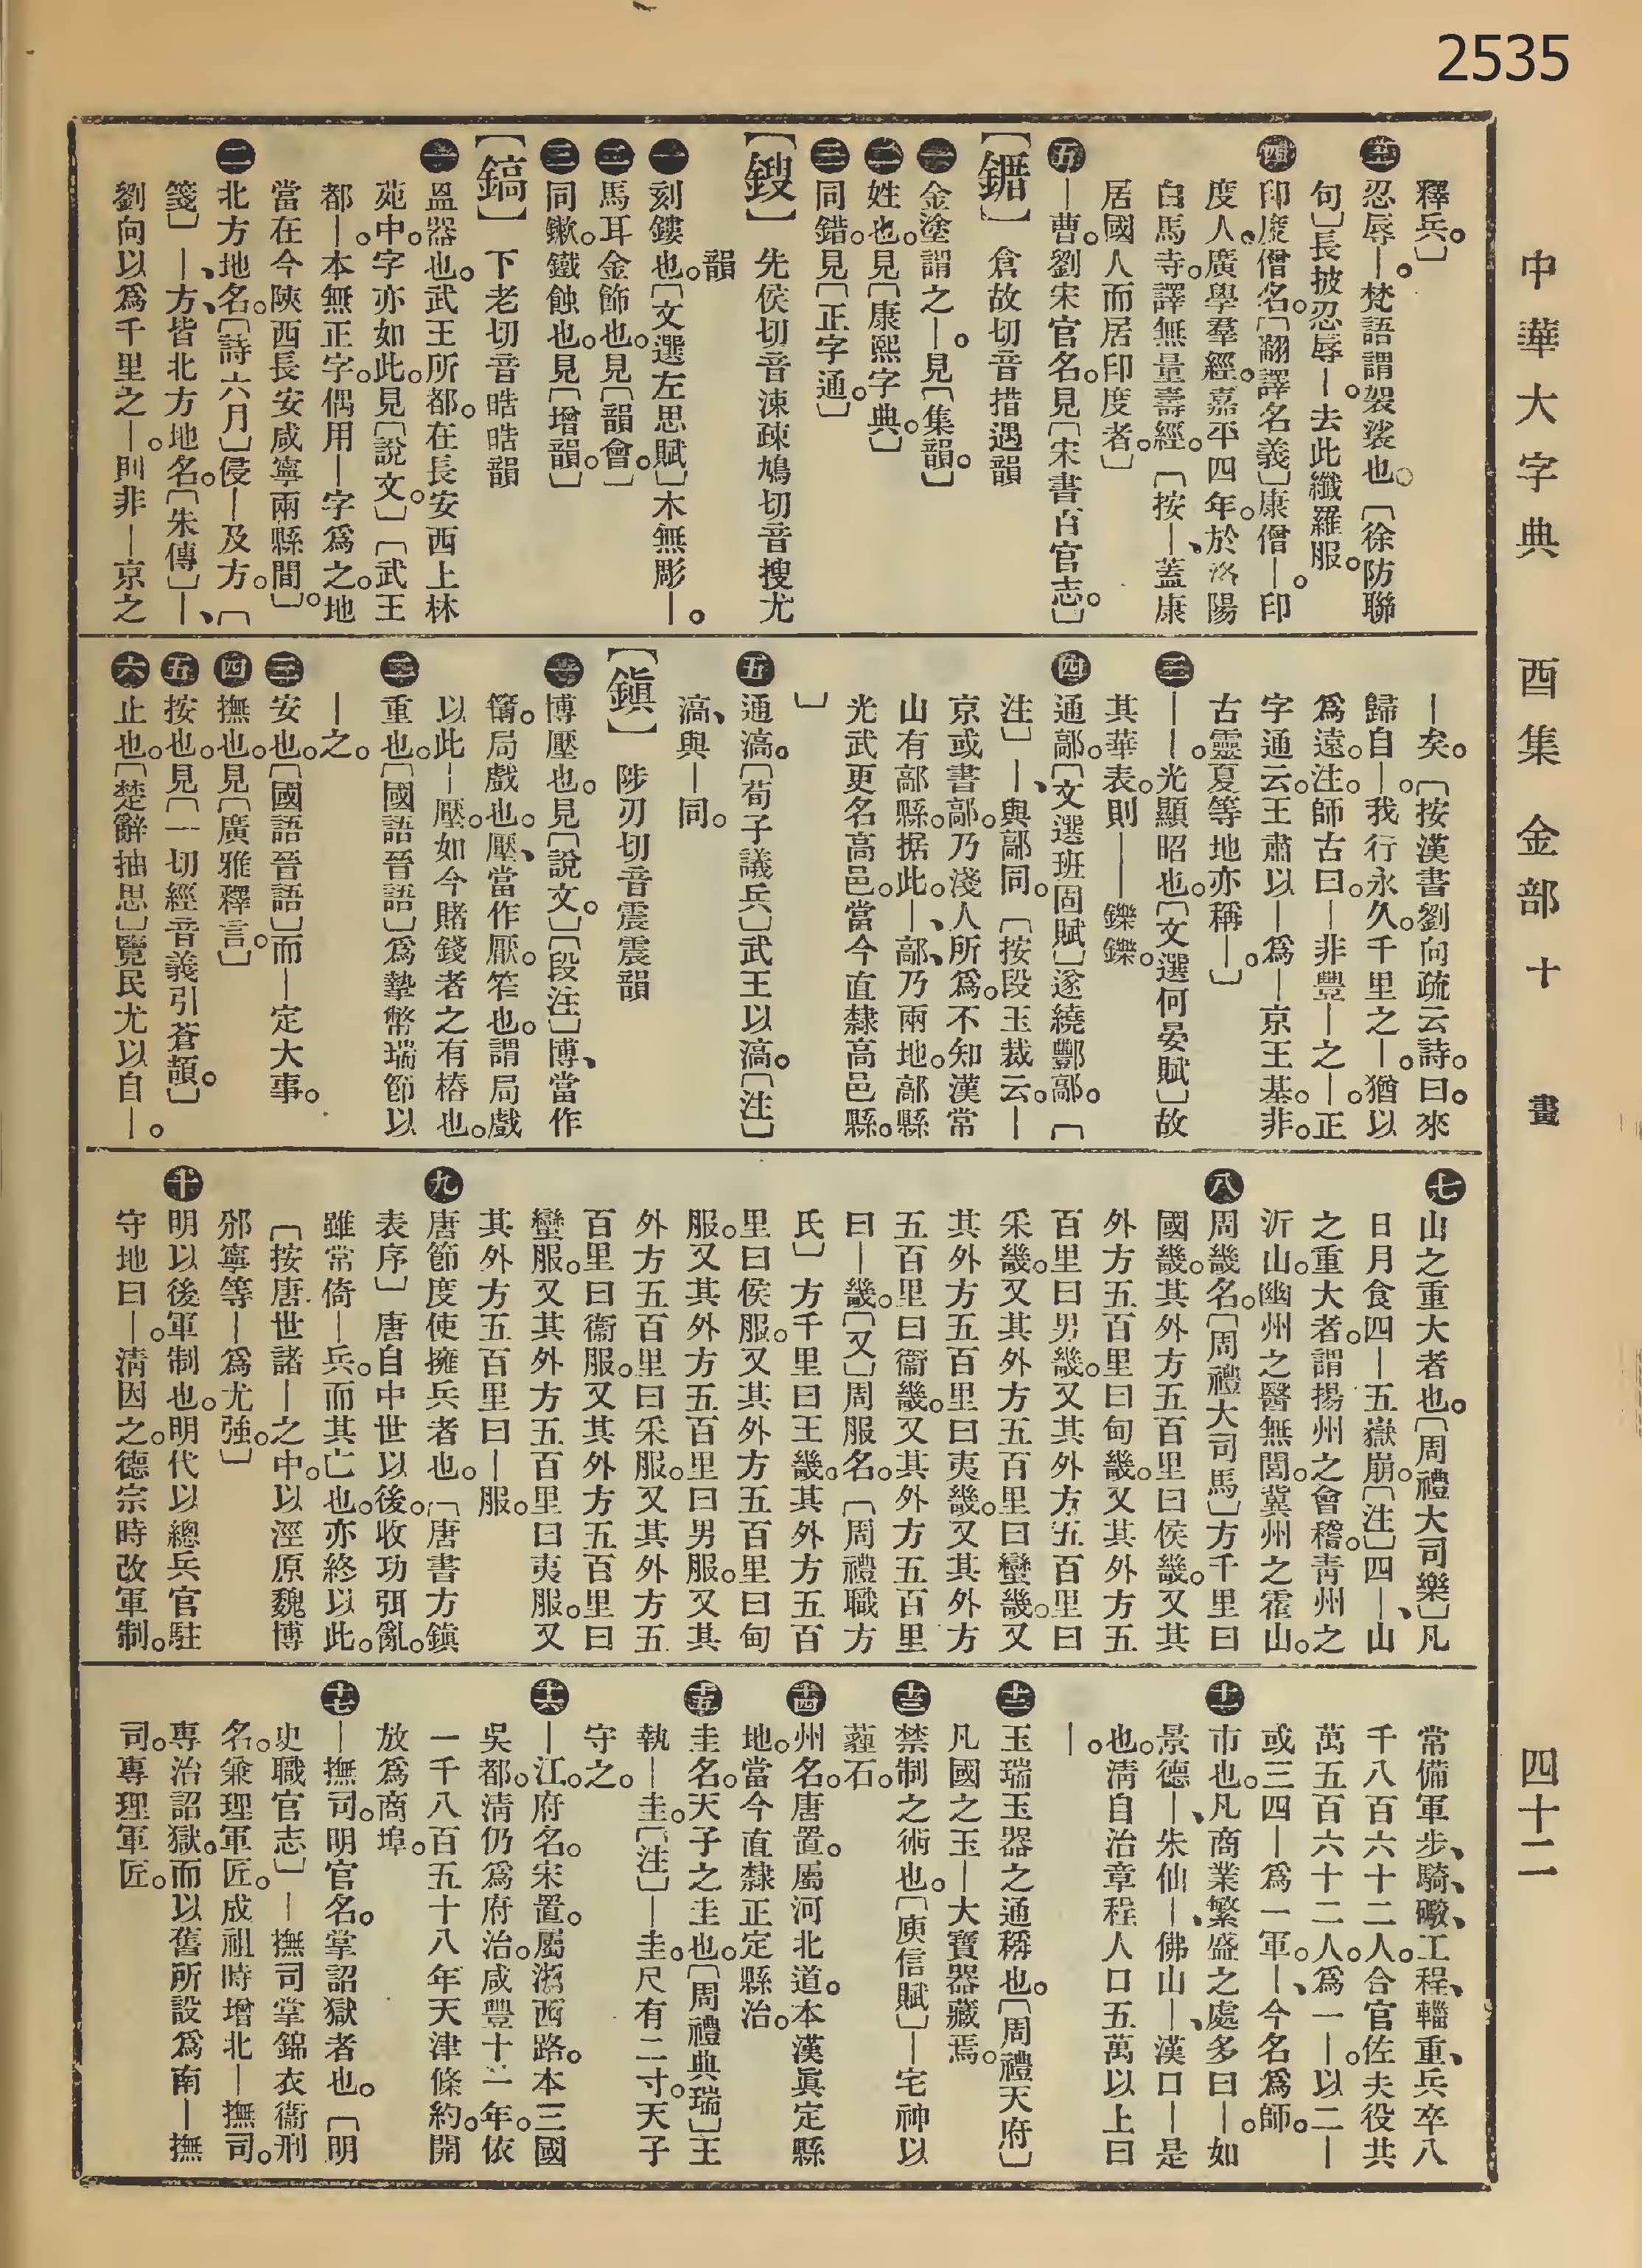 2535
中華大字典　酉集　金部　十　畫　四十二
釋兵。〕
㊂忍辱｜。梵語謂袈裟也。〔徐防聯
句〕長披忍辱｜。去此纖羅服。
㊃印度僧名。〔翻譯名義〕康僧｜。印
度人。廣學羣經。嘉平四年。於洛陽
白馬寺。譯無量壽經。〔按｜、蓋康
居國人而居印度者。〕
㊄｜曹。劉宋官名。見〔宋書百官志。〕
〔鐯〕　倉故切音措遇韻
㊀金塗謂之｜。見〔集韻。〕
㊁姓也。見〔康熙字典。〕
㊂同錯。見〔正字通。〕
〔鎪〕　先侯切音涑疎鳩切音搜尤
韻
㊀刻鏤也。〔文選左思賦〕木無彫｜。
㊁馬耳金飾也。見〔韻會。〕
㊂同鏉。鐵蝕也。見〔增韻。〕
〔鎬〕　下老切音皓皓韻
㊀溫器也。武王所都。在長安西上林
苑中。字亦如此。見〔說文。〕〔武王
都｜。本無正字。偶用｜字爲之。地
當在今陝西長安咸寧兩縣間。〕
㊁北方地名。〔詩六月〕侵｜及方。〔
箋〕｜、方、皆北方地名。〔朱傳〕｜、
劉向以爲千里之｜。則非｜京之
｜矣。〔按漢書劉向疏云。詩曰。來
歸自｜。我行永久。千里之｜。猶以
爲遠。注。師古曰。｜非豐｜之｜。正
字通云。王肅以｜爲｜京。王基非。
古靈夏等地亦稱｜。〕
㊂｜｜。光顯昭也。〔文選何晏賦〕故
其華表。則｜｜鑠鑠。
㊃通鄗。〔文選班固賦〕遂繞酆鄗。〔
注〕｜、與鄗同。〔按段玉裁云。｜
京或書鄗。乃淺人所爲。不知漢常
山有鄗縣。据此。｜、鄗、乃兩地。鄗縣
光武更名高邑。當今直隸高邑縣。
〕
㊄通滈。〔荀子議兵〕武王以滈。〔注〕
滈、與｜同。
〔鎭〕　陟刃切音震震韻
㊀博壓也。見〔說文。〕〔段注〕博、當作
簙。局戲也。壓、當作厭。笮也。謂局戲
以此｜壓。如今賭錢者之有樁也。
㊁重也。〔國語晉語〕爲摯幣瑞節以
｜之。
㊂安也。〔國語晉語〕而｜定大事。
㊃撫也。見〔廣雅釋言。〕
㊄按也。見〔一切經音義引蒼頡。〕
㊅止也。〔楚辭抽思〕覽民尤以自｜。
㊆山之重大者也。〔周禮大司樂〕凡
日月食四｜五嶽崩。〔注〕四｜、山
之重大者。謂揚州之會稽。靑州之
沂山。幽州之醫無閭。冀州之霍山。
㊇周畿名。〔周禮大司馬〕方千里曰
國畿。其外方五百里曰侯畿。又其
外方五百里曰甸畿。又其外方五
百里曰男畿。又其外方五百里曰
采畿。又其外方五百里曰蠻畿。又
其外方五百里曰夷畿。又其外方
五百里曰衞畿。又其外方五百里
曰｜畿。〔又〕周服名。〔周禮職方
氏〕方千里曰王畿。其外方五百
里曰侯服。又其外方五百里曰甸
服。又其外方五百里曰男服。又其
外方五百里曰采服。又其外方五
百里曰衞服。又其外方五百里曰
蠻服。又其外方五百里曰夷服。又
其外方五百里曰｜服。
㊈唐節度使擁兵者也。〔唐書方鎭
表序〕唐自中世以後。收功弭亂。
雖常倚｜兵。而其亡也。亦終以此。
〔按唐世諸｜之中。以涇原魏博
邠寧等｜爲尤強。〕
㊉明以後軍制也。明代以總兵官駐
守地曰｜。淸因之。德宗時改軍制。
常備軍步、騎、礮、工程、輜重、兵卒八
千八百六十二人。合官佐夫役共
萬五百六十二人。爲一｜。以二｜
或三四｜爲一軍。｜、今名爲師。
十一市也。凡商業繁盛之處多曰｜。如
景德｜、朱仙｜、佛山｜、漢口｜是
也。淸自治章程人口五萬以上曰
｜。
十二玉瑞玉器之通稱也。〔周禮天府〕
凡國之玉｜大寶器藏焉。
十三禁制之術也。〔庾信賦〕｜宅神以
薶石。
十四州名。唐置。屬河北道。本漢眞定縣
地。當今直隸正定縣治。
十五圭名。天子之圭也。〔周禮典瑞〕王
執｜圭。〔注〕｜圭。尺有二寸。天子
守之。
十六｜江。府名。宋置。屬浙西路。本三國
吳都。淸仍爲府治。咸豐十一年。依
一千八百五十八年天津條約。開
放爲商埠。
十七｜撫司。明官名。掌詔獄者也。〔明
史職官志〕｜撫司掌錦衣衞刑
名。兼理軍匠。成祖時增北｜撫司。
專治詔獄。而以舊所設爲南｜撫
司。專理軍匠。